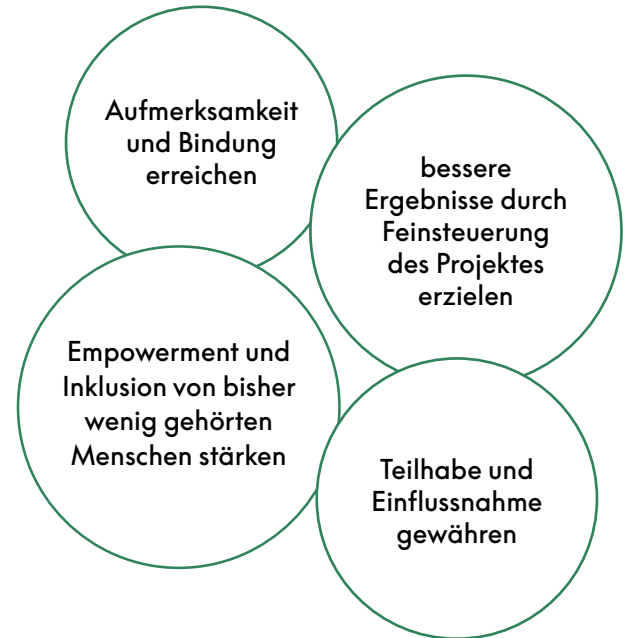 Aufmerksamkeit
und Bindung
erreichen
bessere
Ergebnisse durch
Feinsteuerung
des Projektes
erzielen
Empowerment und
Inklusion von bisher
wenig gehörten
Menschen stärken
Teilhabe und
Einflussnahme
gewähren